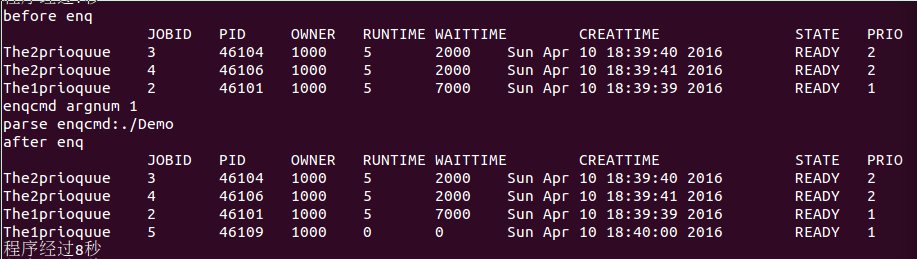 before enq
JOBID PID OWNER RUNTIME WAITTIME CREATTIME STATE PRIO
The2prioquue 3 46104 1000 5 2000 Sun Apr 10 18:39:40 2016 READY 2
The2prioquue 4 46106 1000 5 2000 Sun Apr 10 18:39:41 2016 READY 2
The1prioquue 2 46101 1000 5 7000 Sun Apr 10 18:39:39 2016 READY 1
enqcmd argnum 1
parse enqcmd:./Demo
after enq
JOBID PID OWNER RUNTIME WAITTIME CREATTIME STATE PRIO
The2prioquue 3 46104 1000 5 2000 Sun Apr 10 18:39:40 2016 READY 2
The2prioquue 4 46106 1000 5 2000 Sun Apr 10 18:39:41 2016 READY 2
The1prioquue 2 46101 1000 5 7000 Sun Apr 10 18:39:39 2016 READY 1
The1prioquue 5 46109 1000 0 0 Sun Apr 10 18:40:00 2016 READY 1
程序经过8秒